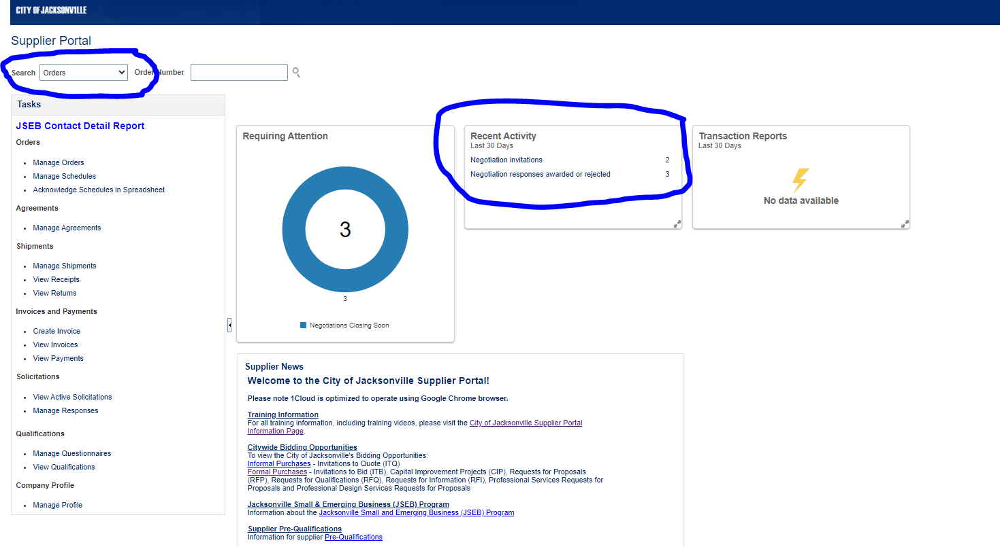 C1TY OF JACKSONV1LLE
Supplier Portal
Search Orders Order Number
Tasks
JSEB Contact Detail Report
Orders
Manage Orders
Manage Schedules
Acknowledge Schedules in Spreadsheet
Agreements
Manage Agreements
Shipments
Manage Shipments
View Receipts
View Returns
Invoices and Payments
Create Invoice
View Invoices
View Payments
Solicitations
View Active Solicitations
Manage Responses
Qualifications
Manage Questionnaires
View Qualifications
Company Profile
Manage Profile
Requiring Attention
3
3
Negotiations Closing Soon
Recent Activity
Last 30 Days
Negotiation invitations 2
Negotiation responses awarded or rejected 3
Transaction Reports
Last 30 Days
No data available
Supplier News
Welcome to the City of Jacksonville Supplier Portal!
Please note 1Cloud is optimized to operate using Google Chrome browser.
Training Information
For all training information, including training videos, please visit the City of Jacksonville Supplier Portal
Information Page.
Citywide Bidding Opportunities
To view the City of Jacksonville's Bidding Opportunities:
Informal Purchases - Invitations to Quote (ITQ)
Formal Purchases - Invitations to Bid (ITB), Capital Improvement Projects (CIP), Requests for Proposals
(RFP), Requests for Qualifications (RFQ), Requests for Information (RFI), Professional Services Requests for
Proposals and Professional Design Services Requests for Proposals
Jacksonville Small & Emerging Business (JSEB) Program
Information about the Jacksonville Small and Emerging Business (JSEB) Program
Supplier Pre-Qualifications
Information for supplier Pre-Qualifications